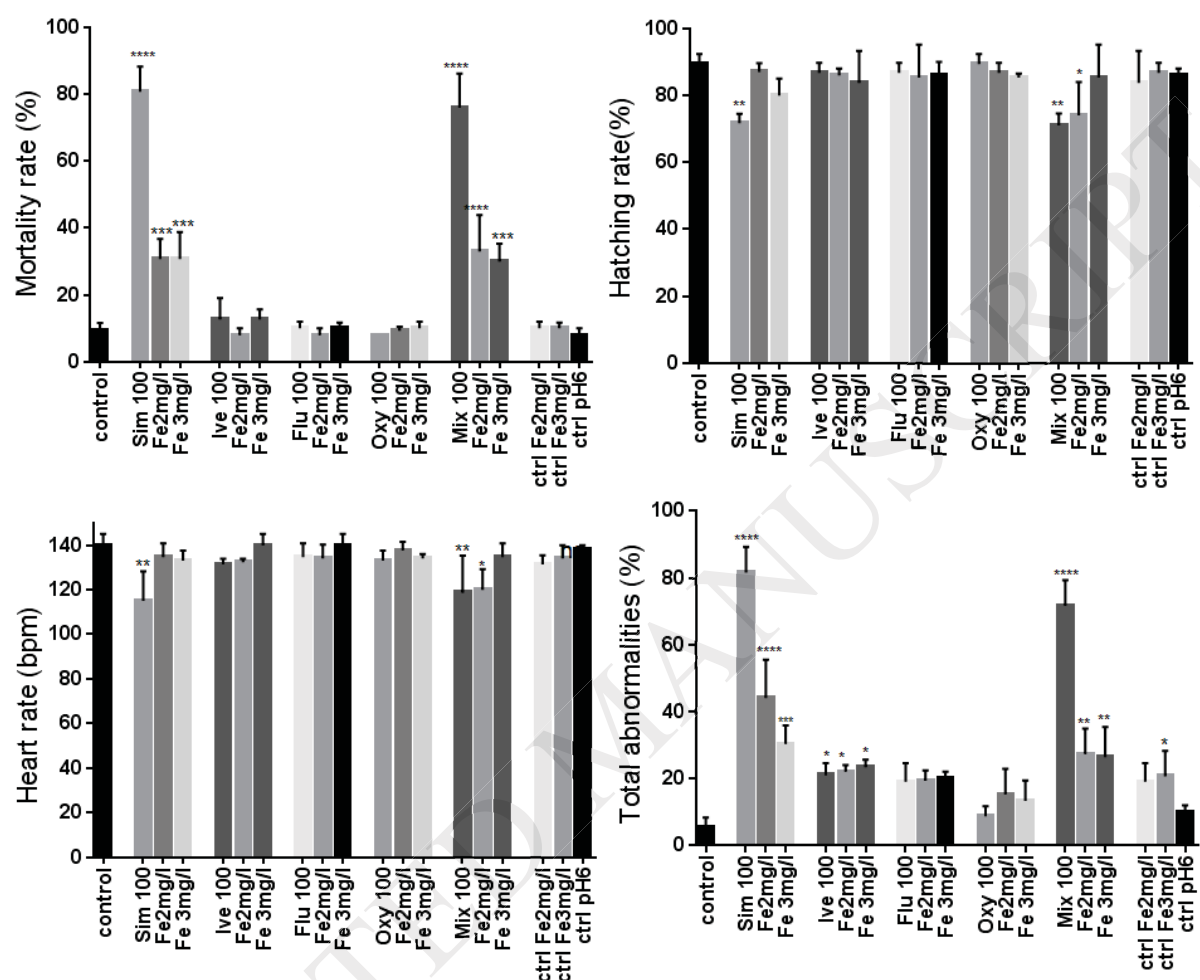 Mortality rate (%)
100
80
60
40
20
0
****
***
***
****
****
***
control
Sim 100
Fe2mg/l
Fe 3mg/l
Ive 100
Fe2mg/l
Fe 3mg/l
Flu 100
Fe2mg/l
Fe 3mg/l
Oxy 100
Fe2mg/l
Fe 3mg/l
Mix 100
Fe2mg/l
Fe 3mg/l
ctrl Fe2mg/l
ctrl Fe3mg/l
ctrl pH6
Hatching rate(%)
100
80
60
40
20
0
**
**
*
control
Sim 100
Fe2mg/l
Fe 3mg/l
Ive 100
Fe2mg/l
Fe 3mg/l
Flu 100
Fe2mg/l
Fe 3mg/l
Oxy 100
Fe2mg/l
Fe 3mg/l
Mix 100
Fe2mg/l
Fe 3mg/l
ctrl Fe2mg/l
ctrl Fe3mg/l
ctrl pH6
Heart rate (bpm)
140
120
100
80
60
40
20
0
**
**
*
control
Sim 100
Fe2mg/l
Fe 3mg/l
Ive 100
Fe2mg/l
Fe 3mg/l
Flu 100
Fe2mg/l
Fe 3mg/l
Oxy 100
Fe2mg/l
Fe 3mg/l
Mix 100
Fe2mg/l
Fe 3mg/l
ctrl Fe2mg/l
ctrl Fe3mg/l
ctrl pH6
Total abnormalities (%)
100
80
60
40
20
0
****
****
***
*
*
*
****
**
**
*
control
Sim 100
Fe2mg/l
Fe 3mg/l
Ive 100
Fe2mg/l
Fe 3mg/l
Flu 100
Fe2mg/l
Fe 3mg/l
Oxy 100
Fe2mg/l
Fe 3mg/l
Mix 100
Fe2mg/l
Fe 3mg/l
ctrl Fe2mg/l
ctrl Fe3mg/l
ctrl pH6
TED MANUSCRIPT